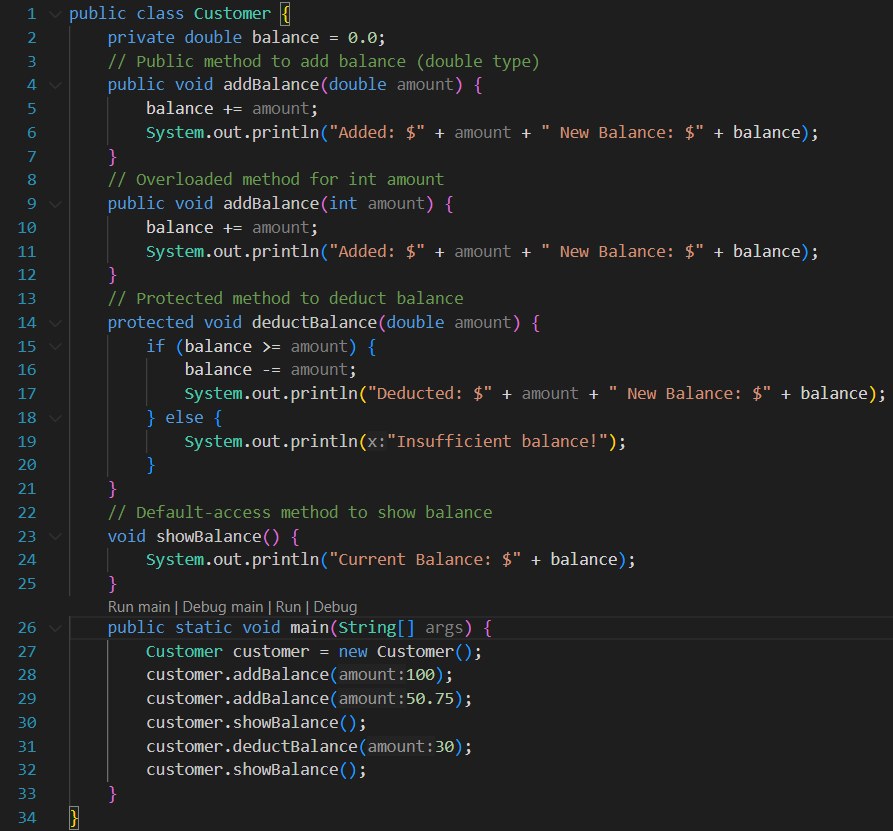 1 public class Customer {
2     private double balance = 0.0;
3     // Public method to add balance (double type)
4     public void addBalance(double amount) {
5         balance += amount;
6         System.out.println("Added: $" + amount + " New Balance: $" + balance);
7     }
8     // Overloaded method for int amount
9     public void addBalance(int amount) {
10         balance += amount;
11         System.out.println("Added: $" + amount + " New Balance: $" + balance);
12     }
13     // Protected method to deduct balance
14     protected void deductBalance(double amount) {
15         if (balance >= amount) {
16             balance -= amount;
17             System.out.println("Deducted: $" + amount + " New Balance: $" + balance);
18         } else {
19             System.out.println(x:"Insufficient balance!");
20         }
21     }
22     // Default-access method to show balance
23     void showBalance() {
24         System.out.println("Current Balance: $" + balance);
25     }
Run main | Debug main | Run | Debug
26     public static void main(String[] args) {
27         Customer customer = new Customer();
28         customer.addBalance(amount:100);
29         customer.addBalance(amount:50.75);
30         customer.showBalance();
31         customer.deductBalance(amount:30);
32         customer.showBalance();
33     }
34 }